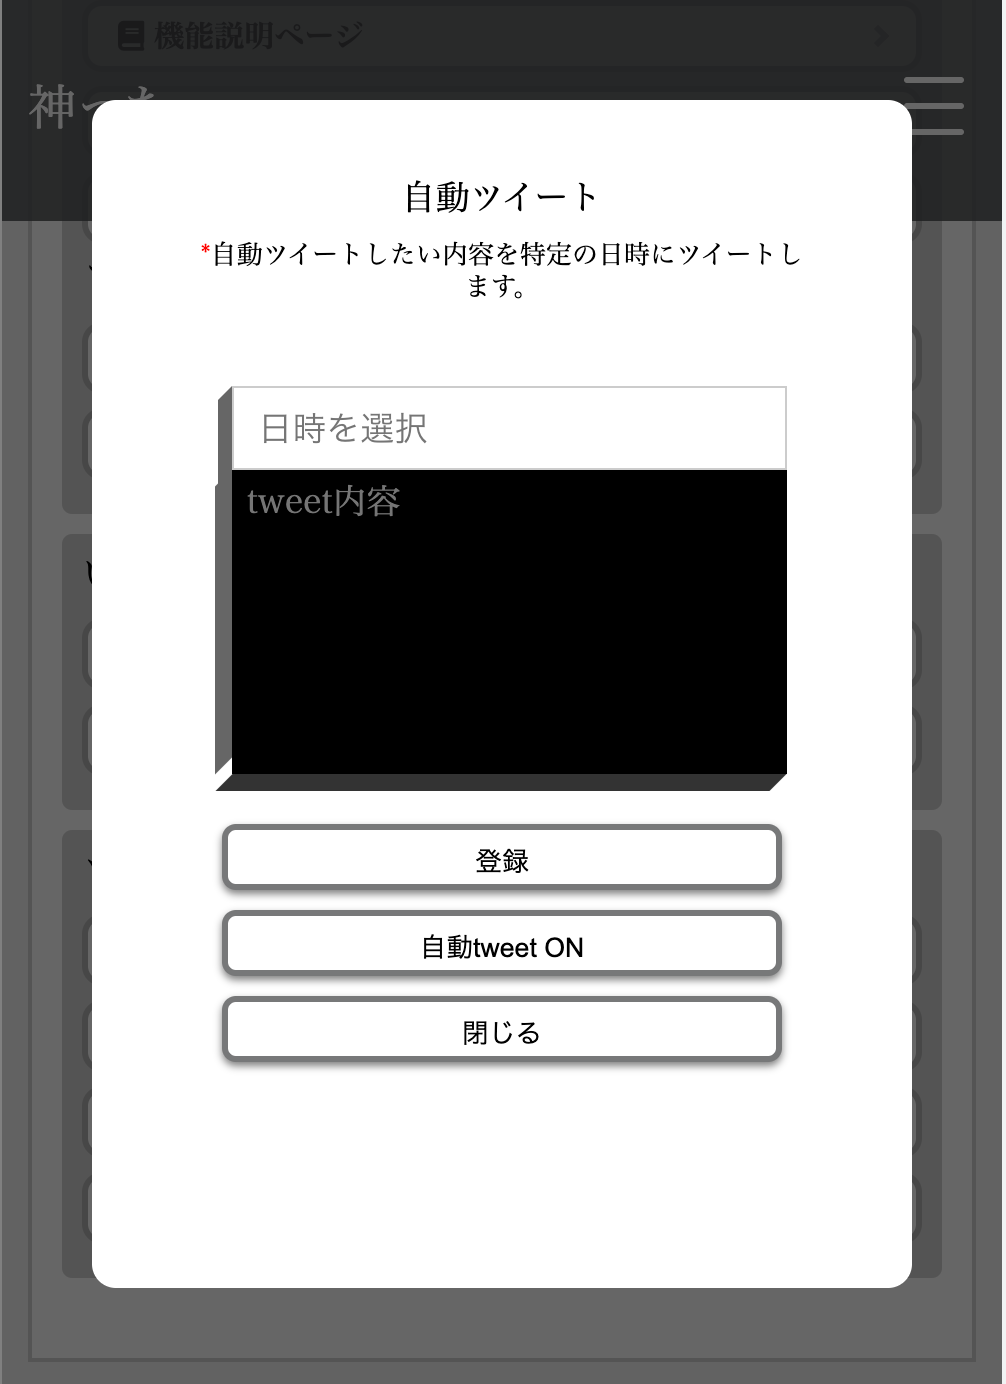 機能説明ページ
神
自動ツイート
*自動ツイートしたい内容を特定の日時にツイートし
ます。
日時を選択
tweet内容
登録
自動tweet ON
閉じる